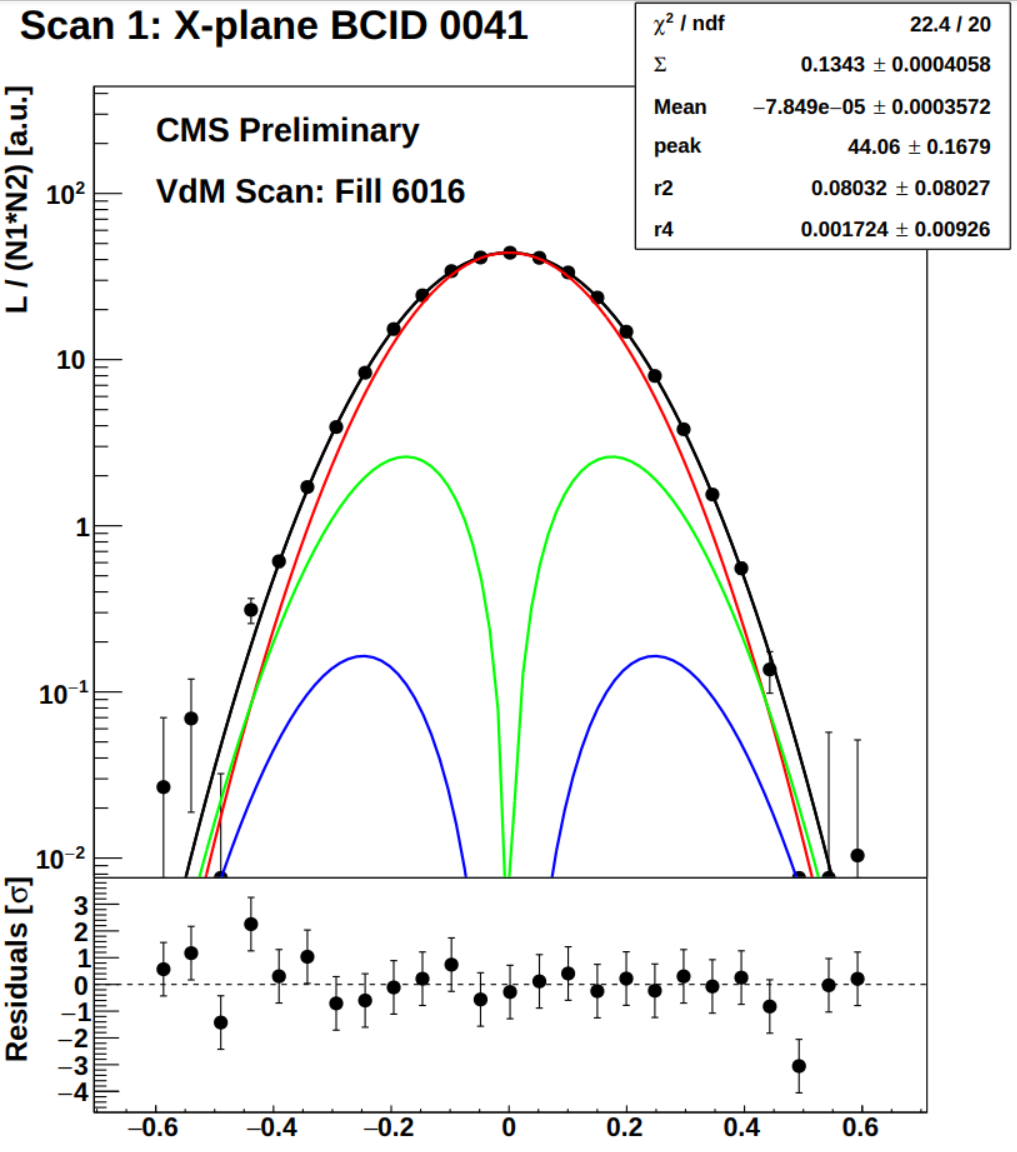 Scan 1: X-plane BCID 0041
χ² / ndf 22.4 / 20
Σ 0.1343 ± 0.0004058
Mean −7.849e−05 ± 0.0003572
peak 44.06 ± 0.1679
r2 0.08032 ± 0.08027
r4 0.001724 ± 0.00926
CMS Preliminary
VdM Scan: Fill 6016
L / (N1*N2) [a.u.]
10²
10
1
10⁻¹
10⁻²
Residuals [σ]
3
2
1
0
−1
−2
−3
−4
−0.6 −0.4 −0.2 0 0.2 0.4 0.6